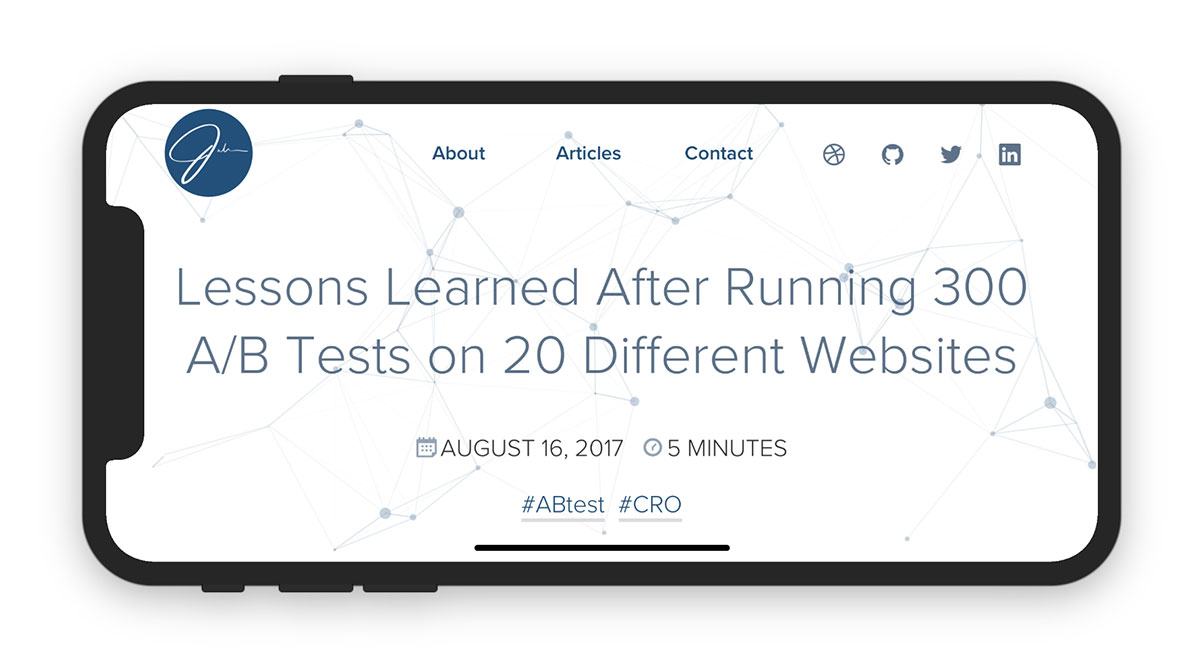 About Articles Contact
Lessons Learned After Running 300
A/B Tests on 20 Different Websites
AUGUST 16, 2017 5 MINUTES
#ABtest #CRO